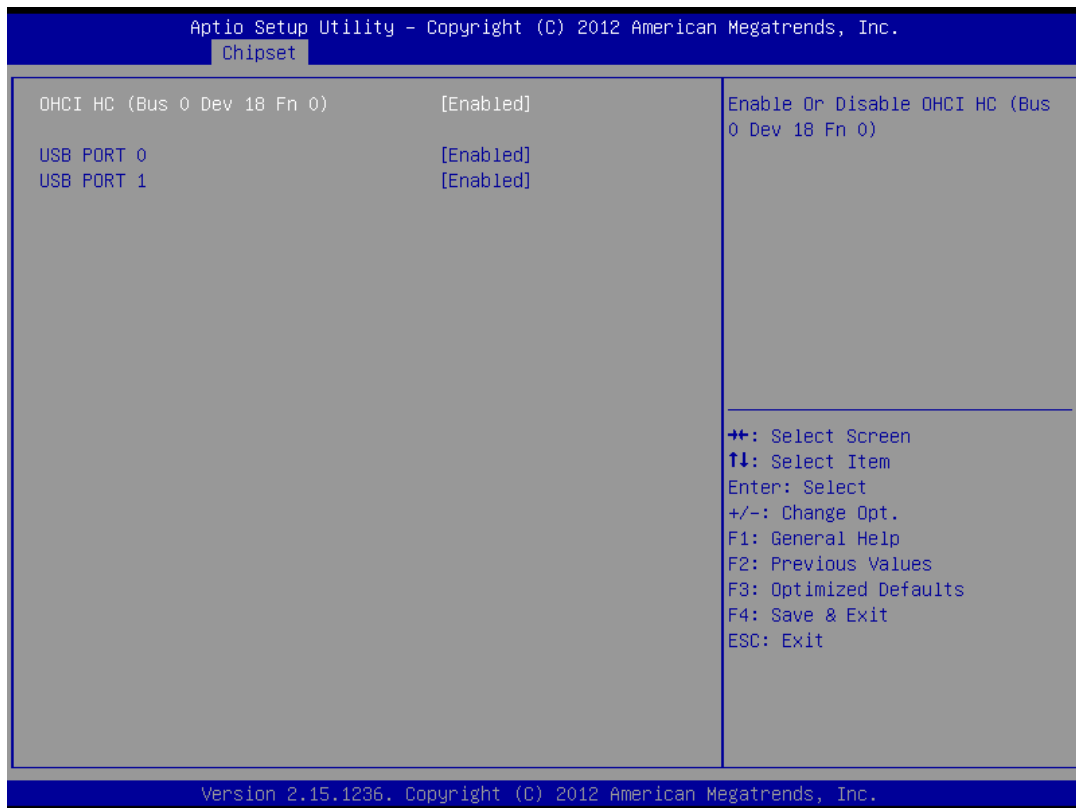 Aptio Setup Utility – Copyright (C) 2012 American Megatrends, Inc.
Chipset
OHCI HC (Bus 0 Dev 18 Fn 0) [Enabled]
USB PORT 0 [Enabled]
USB PORT 1 [Enabled]
Enable Or Disable OHCI HC (Bus
0 Dev 18 Fn 0)
→←: Select Screen
↑↓: Select Item
Enter: Select
+/-: Change Opt.
F1: General Help
F2: Previous Values
F3: Optimized Defaults
F4: Save & Exit
ESC: Exit
Version 2.15.1236. Copyright (C) 2012 American Megatrends, Inc.